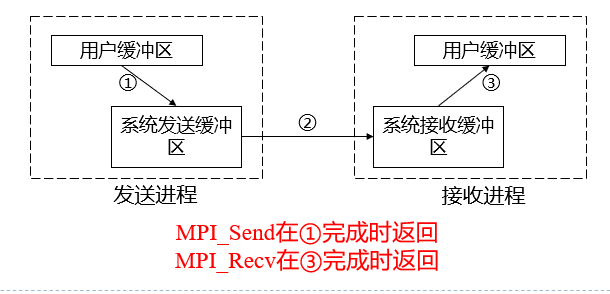 用户缓冲区
用户缓冲区
①
③
系统发送缓冲
区
②
系统接收缓冲
区
发送进程
接收进程
MPI_Send在①完成时返回
MPI_Recv在③完成时返回